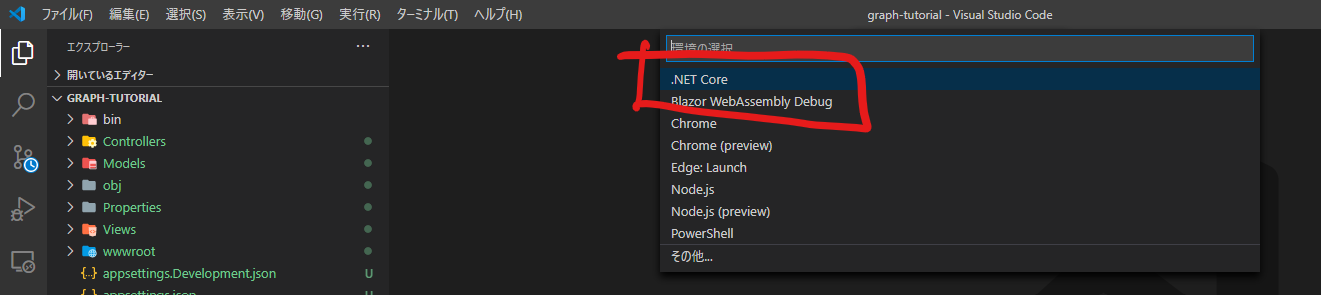 ファイル(F) 編集(E) 選択(S) 表示(V) 移動(G) 実行(R) ターミナル(T) ヘルプ(H) graph-tutorial - Visual Studio Code
エクスプローラー ...
開いているエディター
GRAPH-TUTORIAL
bin
Controllers
Models
obj
Properties
Views
wwwroot
appsettings.Development.json U
appsettings.json
環境の選択
.NET Core
Blazor WebAssembly Debug
Chrome
Chrome (preview)
Edge: Launch
Node.js
Node.js (preview)
PowerShell
その他...